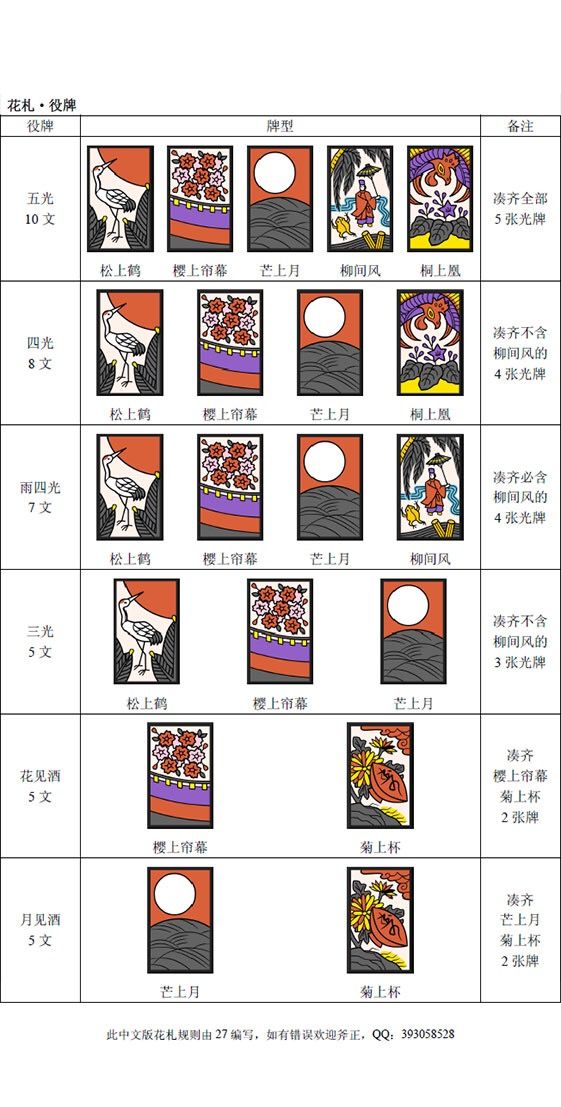 花札·役牌
役牌 牌型 备注
五光
10 文
松上鹤 樱上帘幕 芒上月 柳间风 桐上凰
凑齐全部
5 张光牌
四光
8 文
松上鹤 樱上帘幕 芒上月 桐上凰
凑齐不含
柳间风的
4 张光牌
雨四光
7 文
松上鹤 樱上帘幕 芒上月 柳间风
凑齐必含
柳间风的
4 张光牌
三光
5 文
松上鹤 樱上帘幕 芒上月
凑齐不含
柳间风的
3 张光牌
花见酒
5 文
樱上帘幕 菊上杯
凑齐
樱上帘幕
菊上杯
2 张牌
月见酒
5 文
芒上月 菊上杯
凑齐
芒上月
菊上杯
2 张牌
此中文版花札规则由 27 编写，如有错误欢迎斧正，QQ：393058528